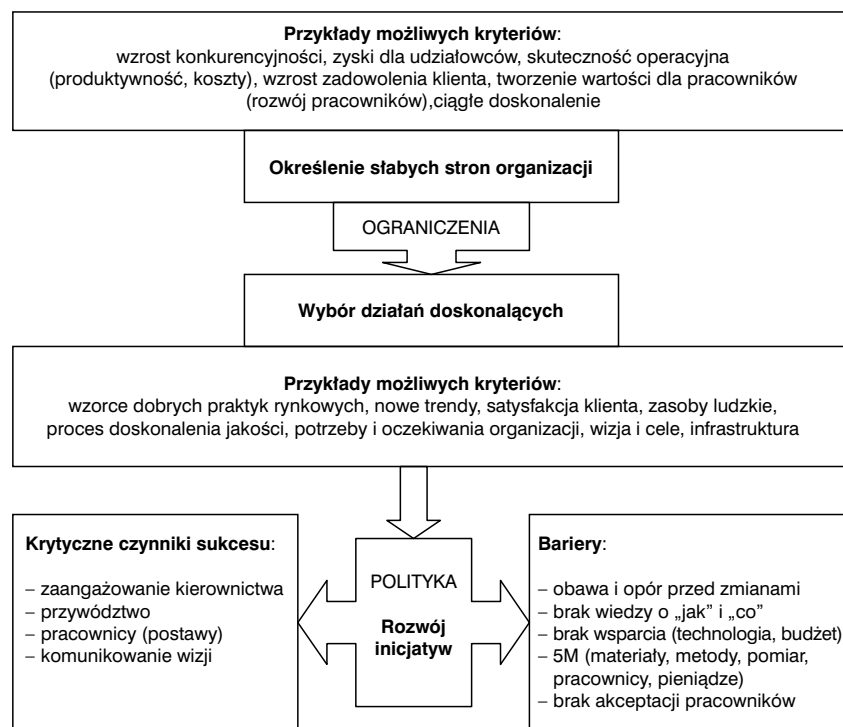 Przykłady możliwych kryteriów:
wzrost konkurencyjności, zyski dla udziałowców, skuteczność operacyjna
(produktywność, koszty), wzrost zadowolenia klienta, tworzenie wartości dla pracowników
(rozwój pracowników),ciągłe doskonalenie
Określenie słabych stron organizacji
OGRANICZENIA
Wybór działań doskonalących
Przykłady możliwych kryteriów:
wzorce dobrych praktyk rynkowych, nowe trendy, satysfakcja klienta, zasoby ludzkie,
proces doskonalenia jakości, potrzeby i oczekiwania organizacji, wizja i cele, infrastruktura
Krytyczne czynniki sukcesu:
– zaangażowanie kierownictwa
– przywództwo
– pracownicy (postawy)
– komunikowanie wizji
POLITYKA
Rozwój
inicjatyw
Bariery:
– obawa i opór przed zmianami
– brak wiedzy o „jak” i „co”
– brak wsparcia (technologia, budżet)
– 5M (materiały, metody, pomiar,
pracownicy, pieniądze)
– brak akceptacji pracowników